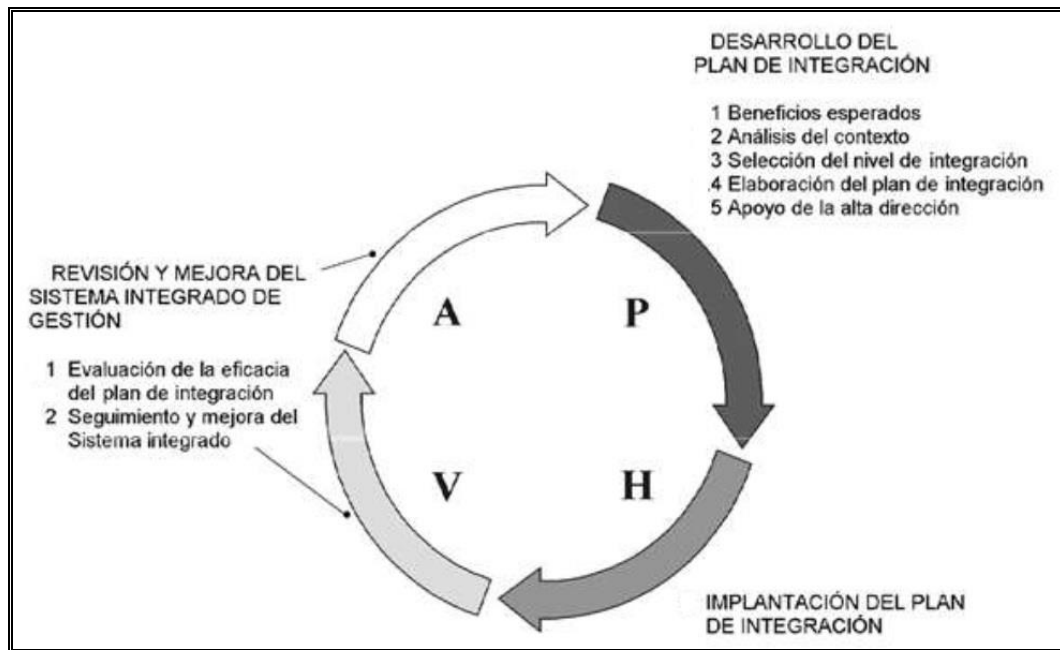 DESARROLLO DEL
PLAN DE INTEGRACIÓN
1 Beneficios esperados
2 Análisis del contexto
3 Selección del nivel de integración
4 Elaboración del plan de integración
5 Apoyo de la alta dirección
REVISIÓN Y MEJORA DEL
SISTEMA INTEGRADO DE
GESTIÓN
1 Evaluación de la eficacia
del plan de integración
2 Seguimiento y mejora del
Sistema integrado
A
P
V
H
IMPLANTACIÓN DEL PLAN
DE INTEGRACIÓN